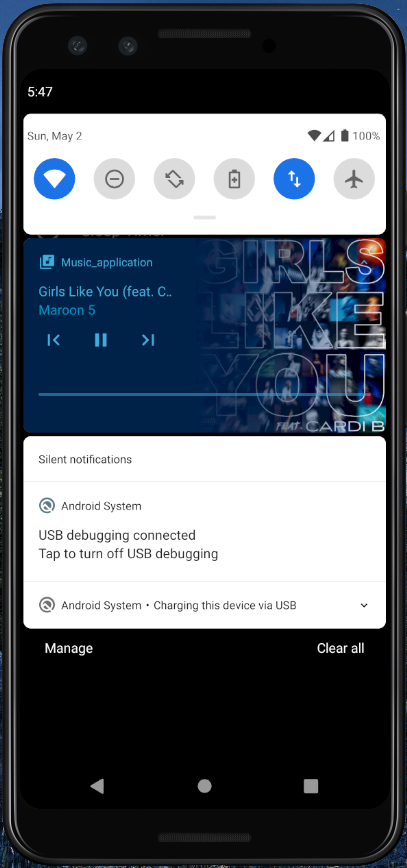 5:47
Sun, May 2
100%
Music_application
Girls Like You (feat. C..
Maroon 5
GIRLS
LIKE
YOU
FEAT. CARDI B
Silent notifications
Android System
USB debugging connected
Tap to turn off USB debugging
Android System • Charging this device via USB
Manage
Clear all